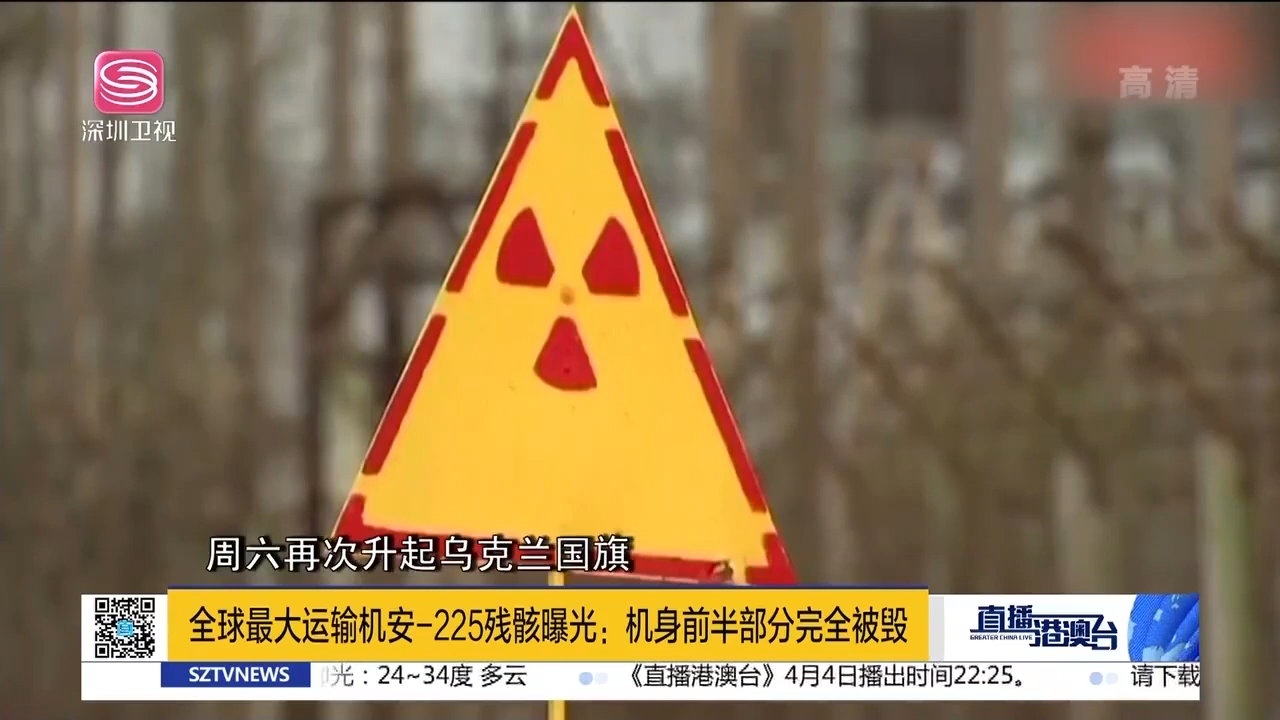 高清
深圳卫视
周六再次升起乌克兰国旗
全球最大运输机安-225残骸曝光：机身前半部分完全被毁
直播港澳台
GREATER CHINA LIVE
SZTVNEWS
光：24~34度 多云 《直播港澳台》4月4日播出时间22:25。 请下载